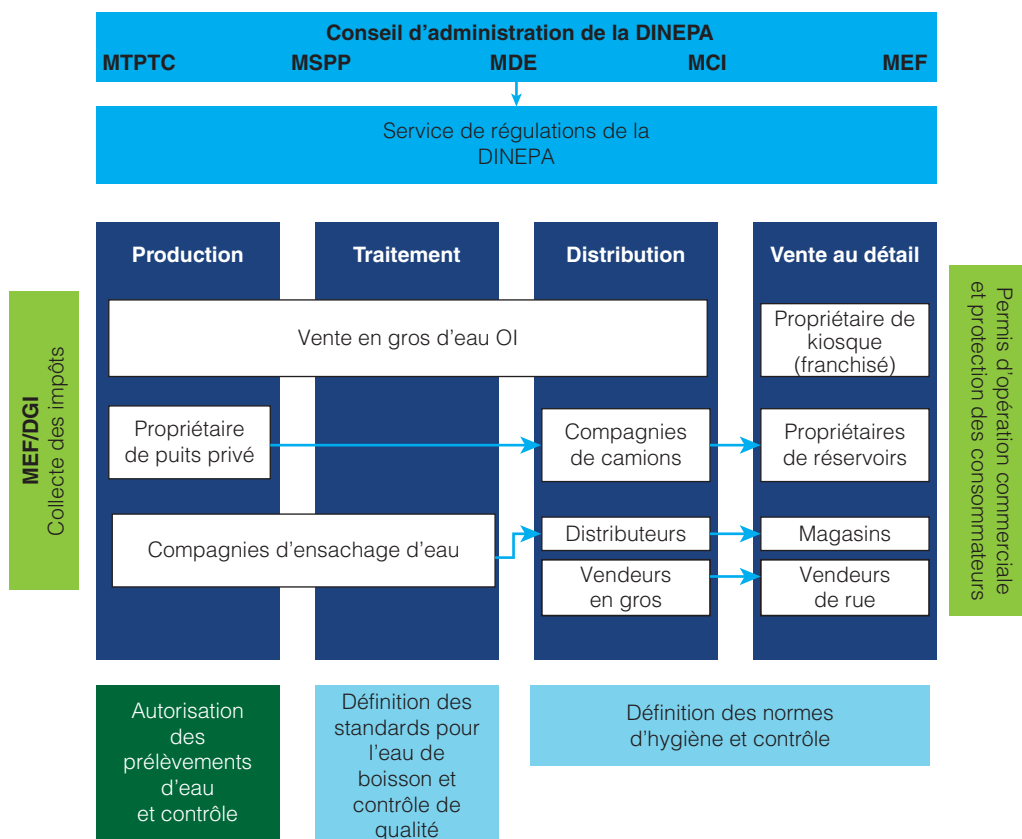 Conseil d'administration de la DINEPA
MTPTC MSPP MDE MCI MEF
Service de régulations de la
DINEPA
MEF/DGI
Collecte des impôts
Production
Traitement
Distribution
Vente au détail
Vente en gros d'eau OI
Propriétaire de
kiosque
(franchisé)
Propriétaire
de puits privé
Compagnies
de camions
Propriétaires
de réservoirs
Compagnies d'ensachage d'eau
Distributeurs
Magasins
Vendeurs
en gros
Vendeurs
de rue
Permis d'opération commerciale
et protection des consommateurs
Autorisation
des
prélèvements
d'eau
et contrôle
Définition des
standards pour
l'eau de
boisson et
contrôle de
qualité
Définition des normes
d'hygiène et contrôle